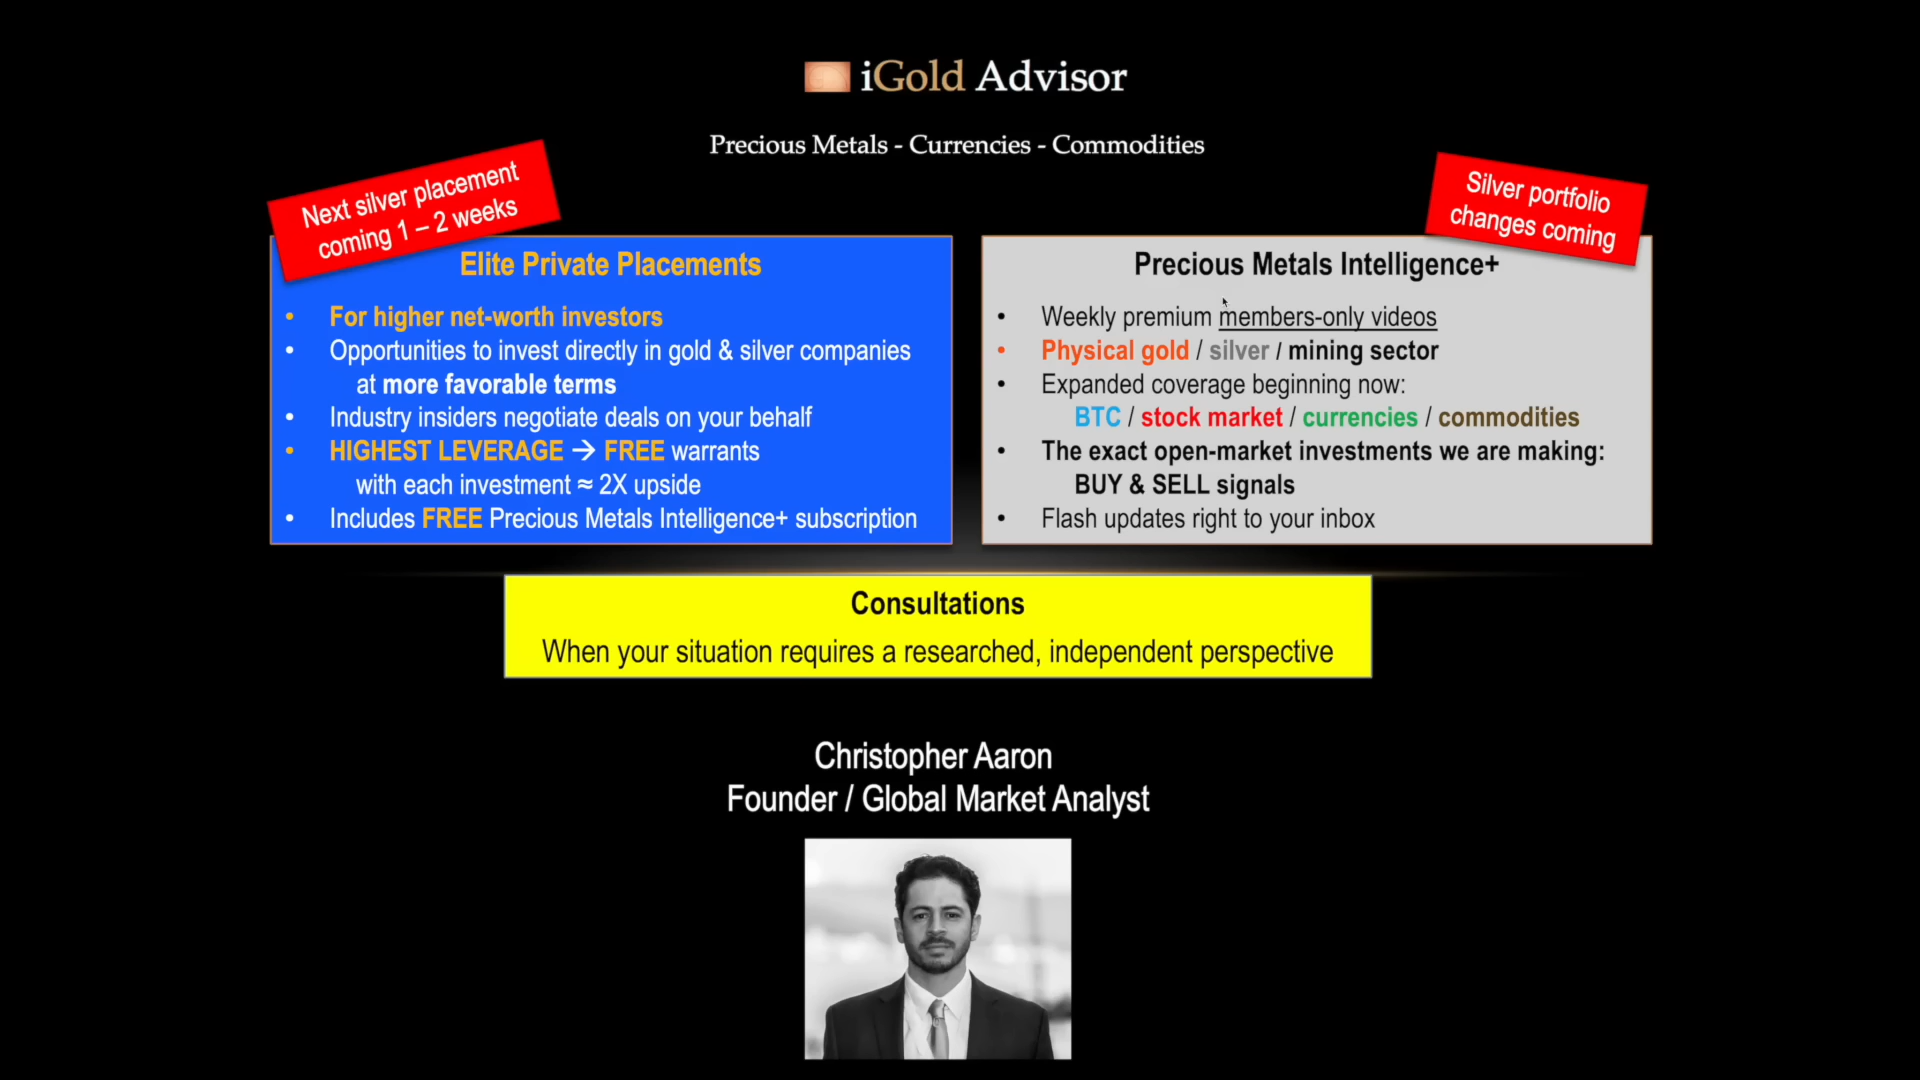 iGold Advisor
Precious Metals - Currencies - Commodities
Next silver placement
coming 1 – 2 weeks
Silver portfolio
changes coming
Elite Private Placements
• For higher net-worth investors
• Opportunities to invest directly in gold & silver companies
at more favorable terms
• Industry insiders negotiate deals on your behalf
• HIGHEST LEVERAGE → FREE warrants
with each investment ≈ 2X upside
• Includes FREE Precious Metals Intelligence+ subscription
Precious Metals Intelligence+
• Weekly premium members-only videos
• Physical gold / silver / mining sector
• Expanded coverage beginning now:
BTC / stock market / currencies / commodities
• The exact open-market investments we are making:
BUY & SELL signals
• Flash updates right to your inbox
Consultations
When your situation requires a researched, independent perspective
Christopher Aaron
Founder / Global Market Analyst